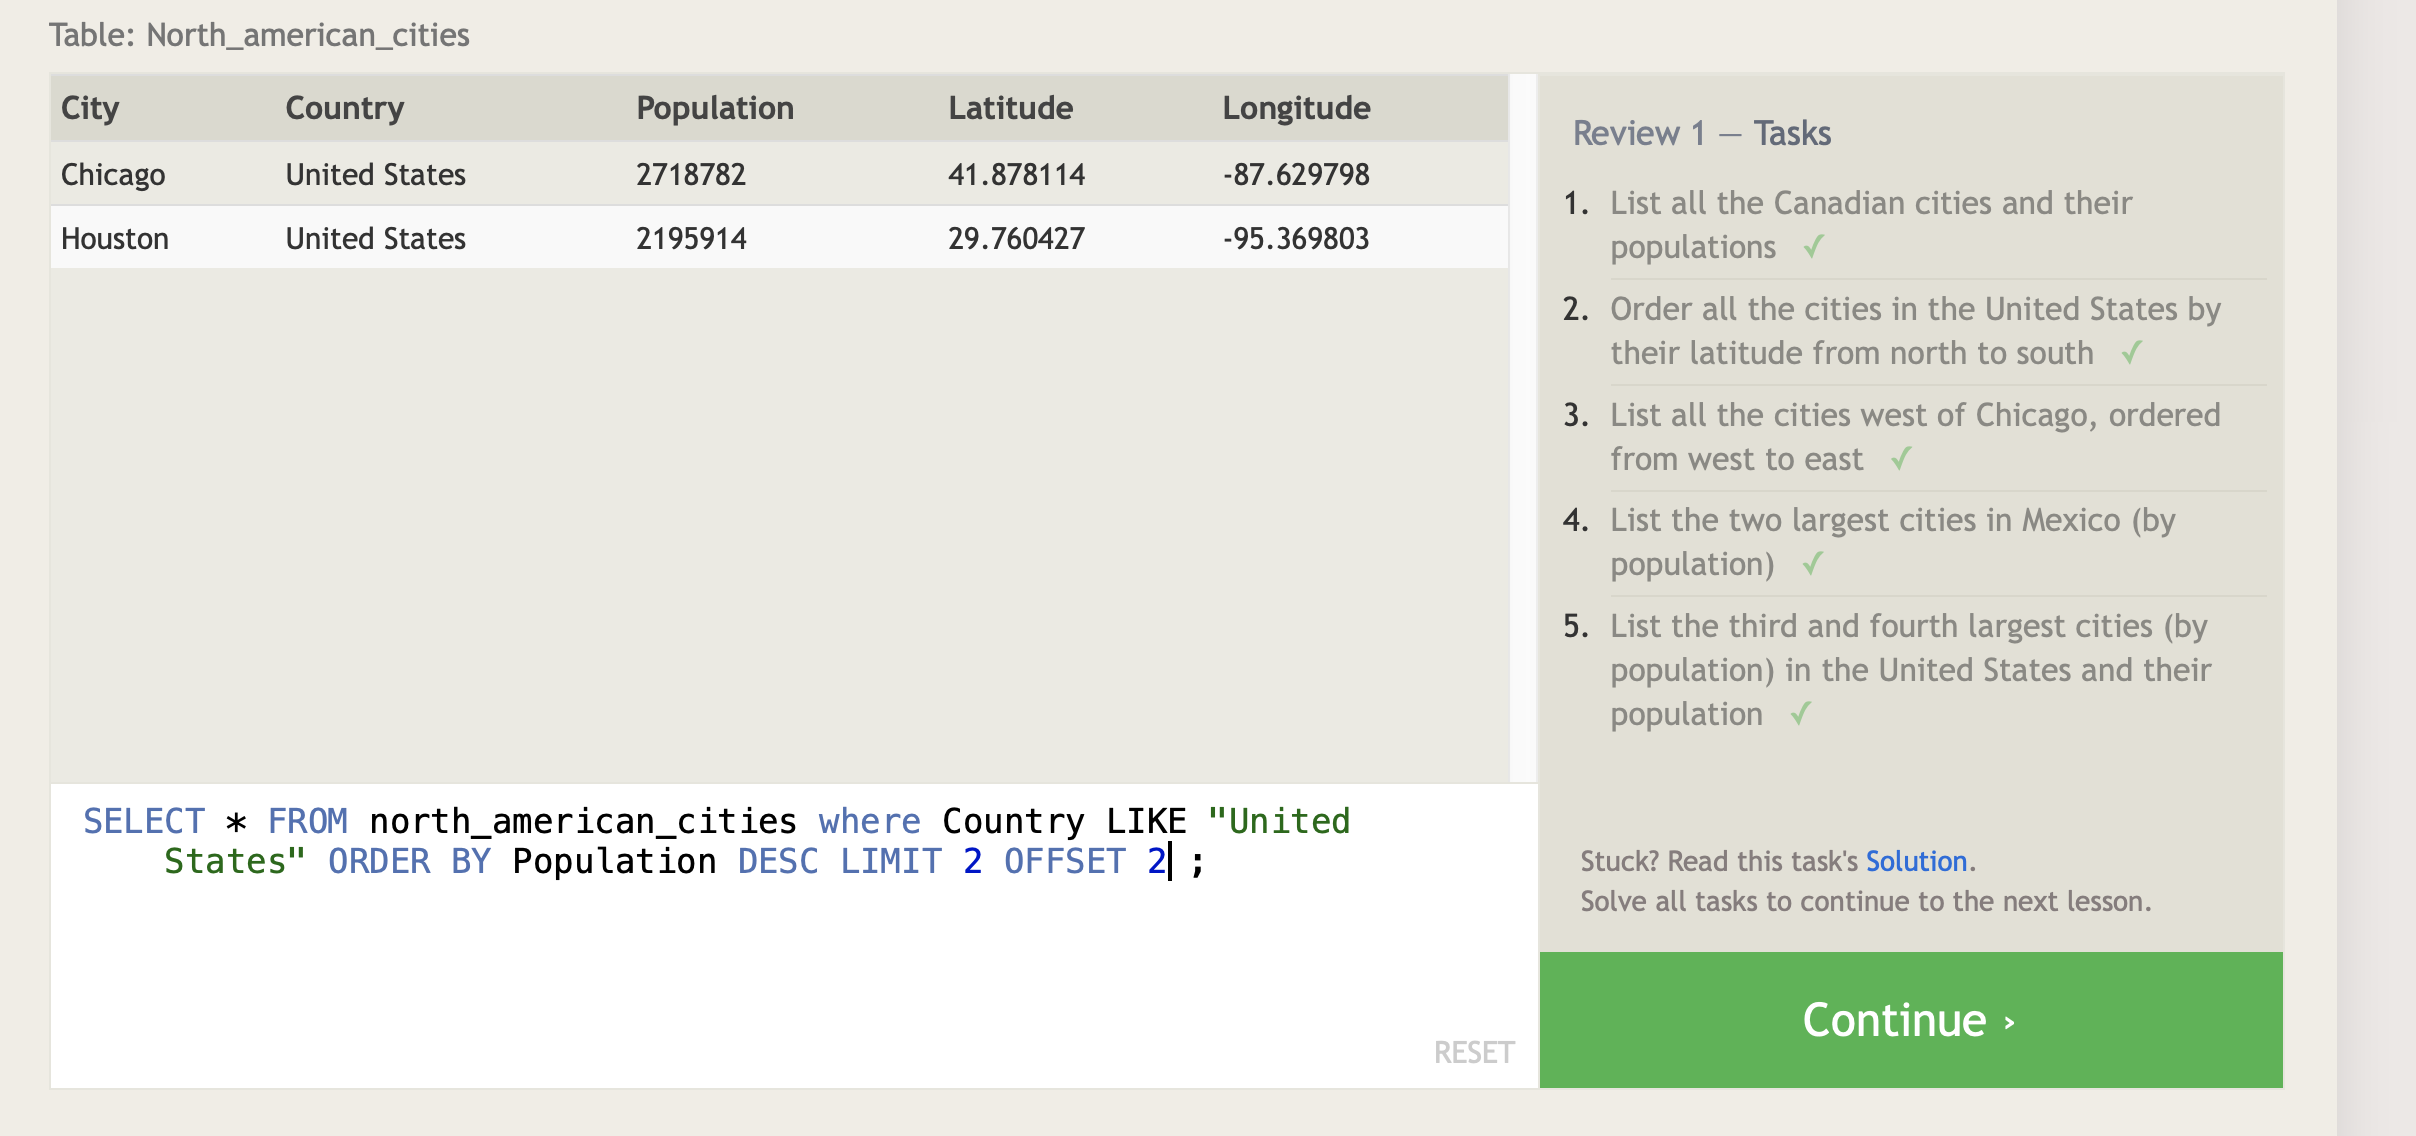 Table: North_american_cities
City Country Population Latitude Longitude
Chicago United States 2718782 41.878114 -87.629798
Houston United States 2195914 29.760427 -95.369803
SELECT * FROM north_american_cities where Country LIKE "United
States" ORDER BY Population DESC LIMIT 2 OFFSET 2 ;
RESET
Review 1 — Tasks
1. List all the Canadian cities and their
populations ✓
2. Order all the cities in the United States by
their latitude from north to south ✓
3. List all the cities west of Chicago, ordered
from west to east ✓
4. List the two largest cities in Mexico (by
population) ✓
5. List the third and fourth largest cities (by
population) in the United States and their
population ✓
Stuck? Read this task's Solution.
Solve all tasks to continue to the next lesson.
Continue ›